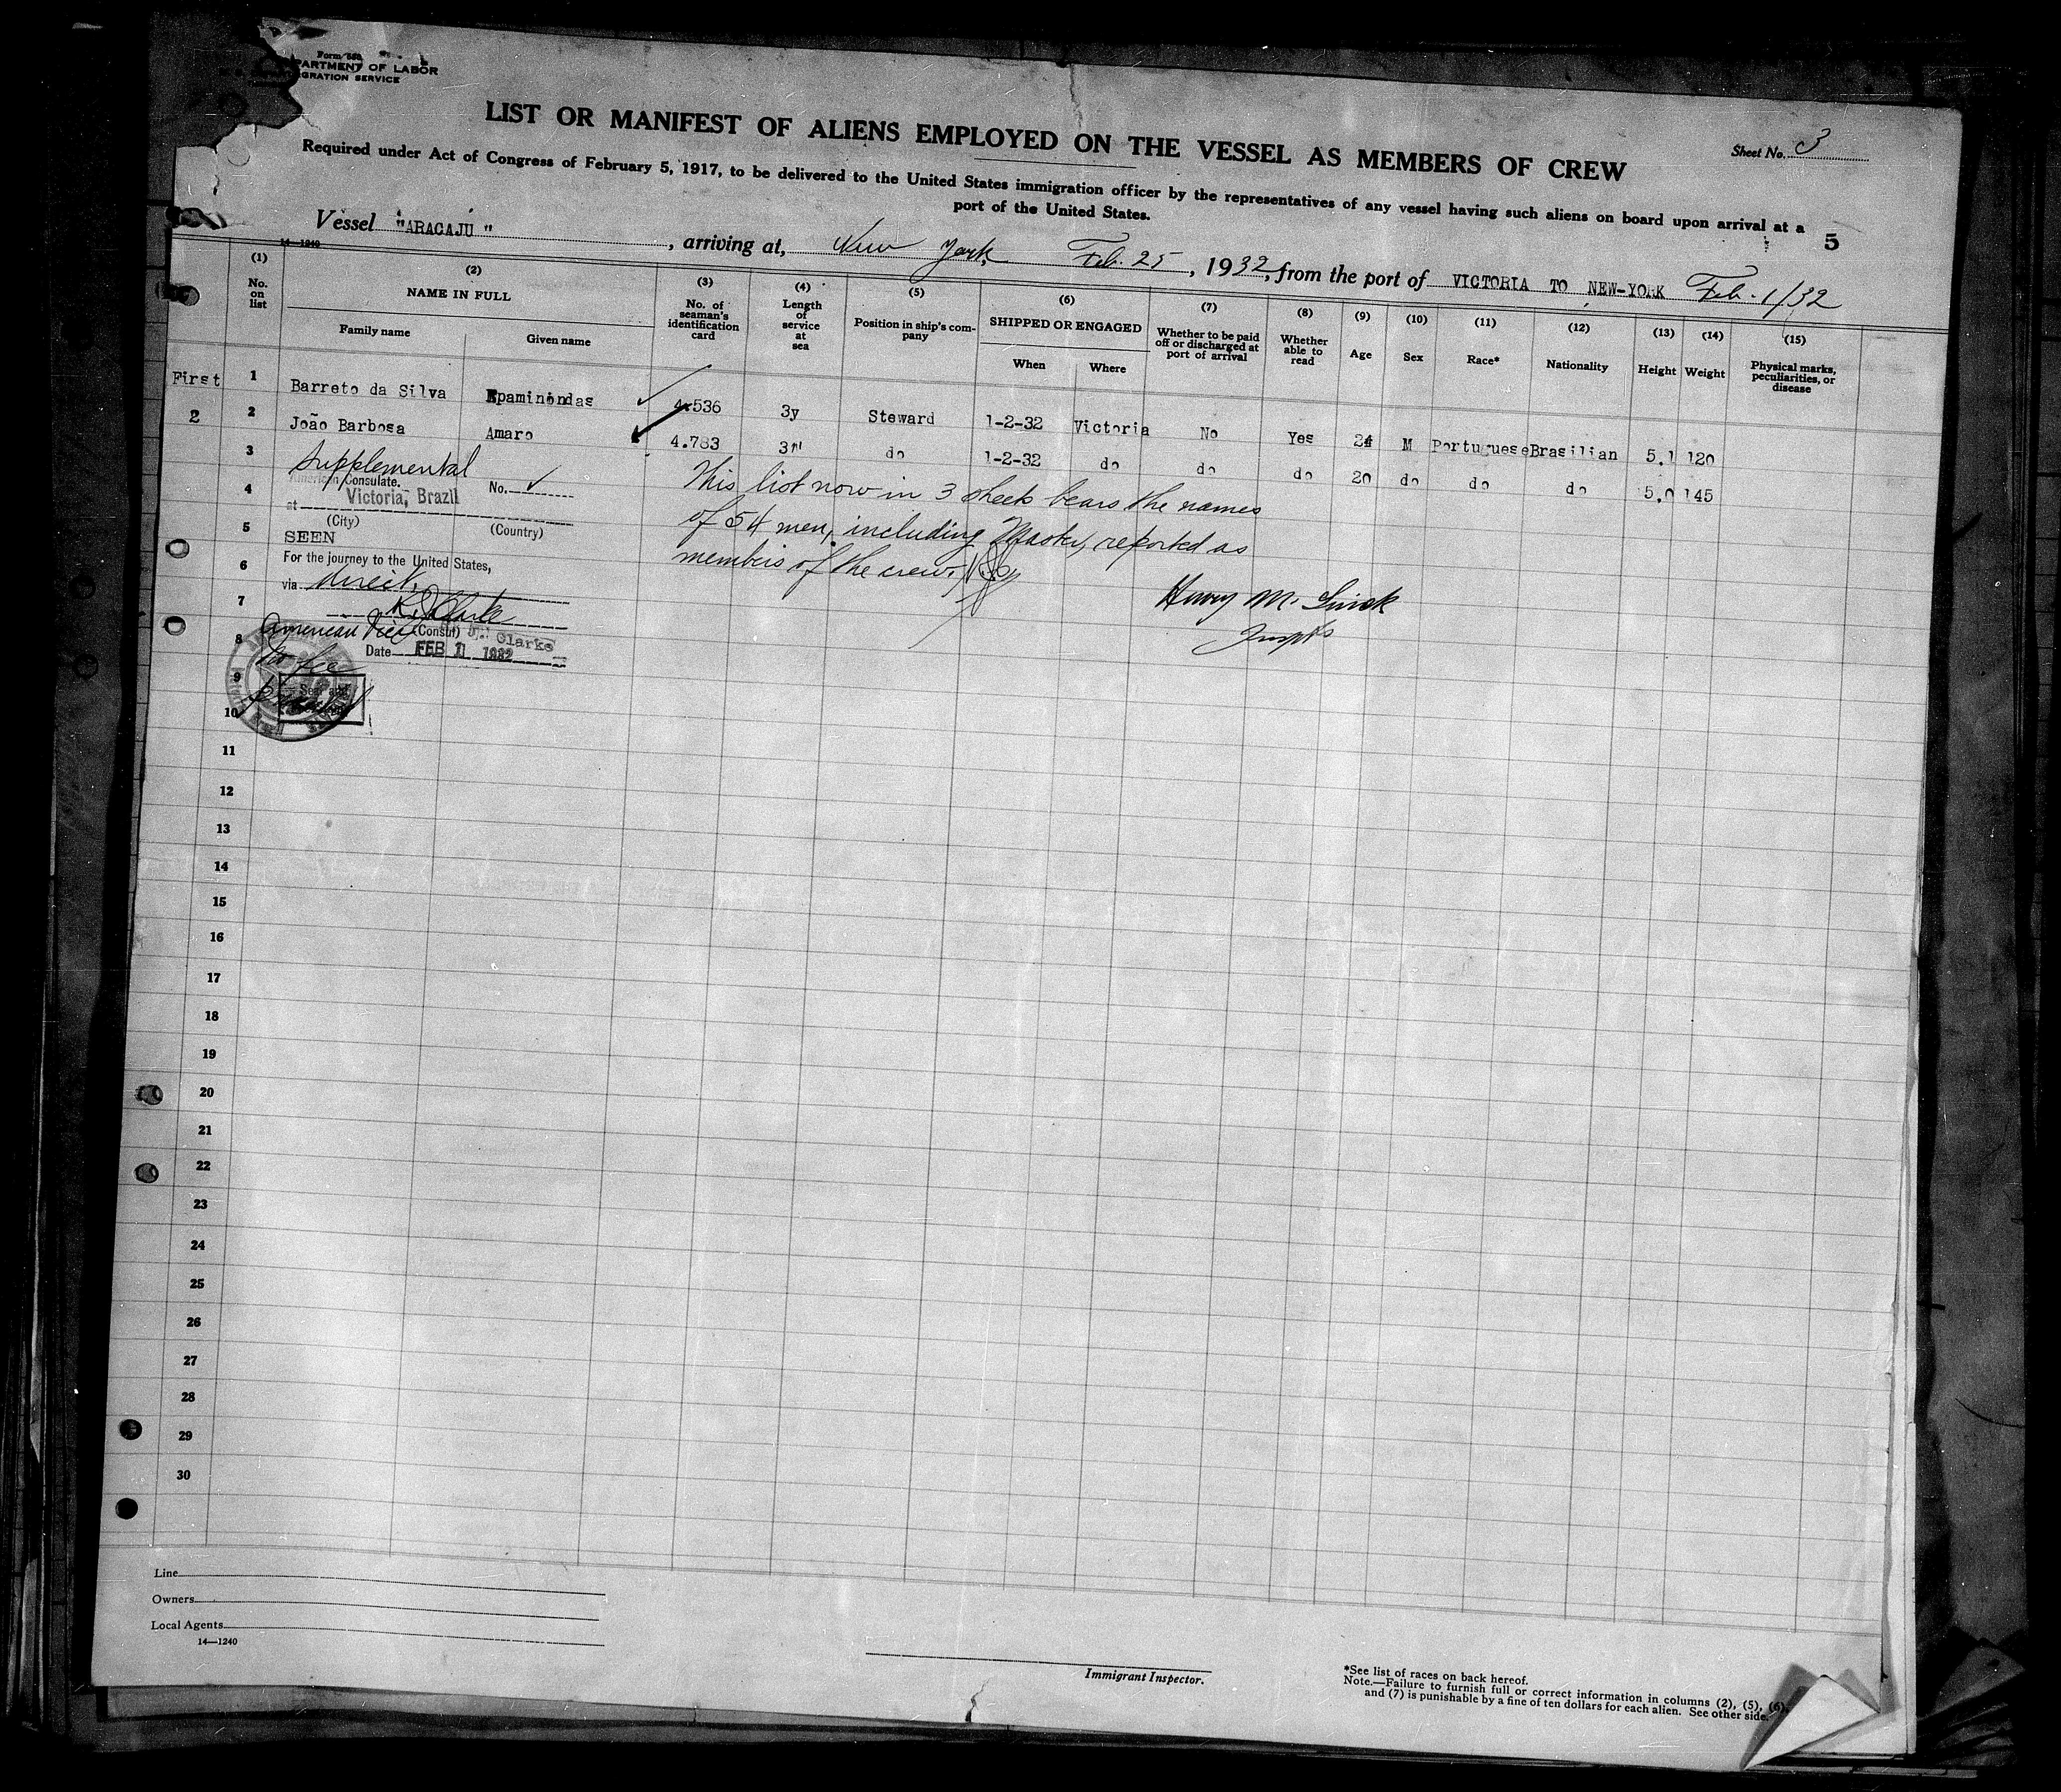 Form 680
PARTMENT OF LABOR
GRATION SERVICE
LIST OR MANIFEST OF ALIENS EMPLOYED ON THE VESSEL AS MEMBERS OF CREW
Sheet No. 3
Required under Act of Congress of February 5, 1917, to be delivered to the United States immigration officer by the representatives of any vessel having such aliens on board upon arrival at a
port of the United States.
5
Vessel "ARACAJU", arriving at, New York, Feb. 25, 1932, from the port of VICTORIA TO NEW-YORK Feb. 1/32
14—1240
(1) (2) (3) (4) (5) (6) (7) (8) (9) (10) (11) (12) (13) (14) (15)
No. on list
NAME IN FULL
Family name
Given name
No. of seaman's identification card
Length of service at sea
Position in ship's company
SHIPPED OR ENGAGED
When
Where
Whether to be paid off or discharged at port of arrival
Whether able to read
Age
Sex
Race*
Nationality
Height
Weight
Physical marks, peculiarities, or disease
First 1 Barreto da Silva Epaminondas 4.536 3y Steward 1-2-32 Victoria No Yes 24 M Portuguese Brasilian 5.1 120
2 2 João Barbosa Amaro 4.783 3" do 1-2-32 do do do 20 do do do 5.0 145
3 Supplemental
American Consulate. No.
4 at Victoria, Brazil
(City) (Country)
5 SEEN
For the journey to the United States,
6 via direct
7 K J Clarke
American Vice (Consul) Clarke
8 Date FEB 1 1932
No fee
9 Seal and
10
This list now in 3 sheets bears the names
of 54 men, including Master, reported as
members of the crew.
Henry M. Linck
Inspt's
11
12
13
14
15
16
17
18
19
20
21
22
23
24
25
26
27
28
29
30
Line
Owners
Local Agents
14—1240
Immigrant Inspector.
*See list of races on back hereof.
Note.—Failure to furnish full or correct information in columns (2), (5), (6),
and (7) is punishable by a fine of ten dollars for each alien. See other side.